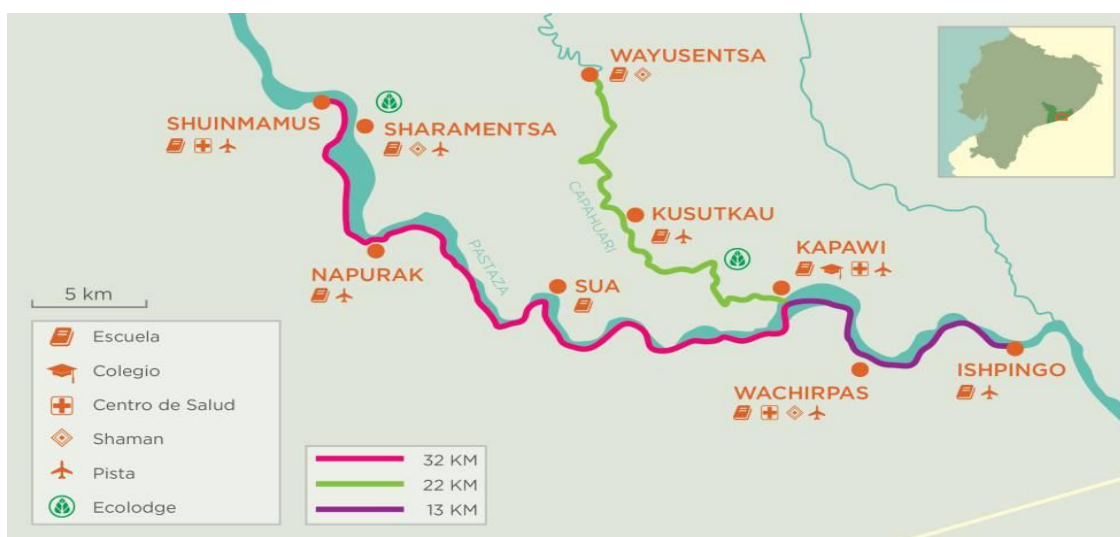 WAYUSENTSA
SHUINMAMUS
SHARAMENTSA
CAPAHUARI
KUSUTKAU
KAPAWI
NAPURAK
PASTAZA
SUA
WACHIRPAS
ISHPINGO
5 km
Escuela
Colegio
Centro de Salud
Shaman
Pista
Ecolodge
32 KM
22 KM
13 KM